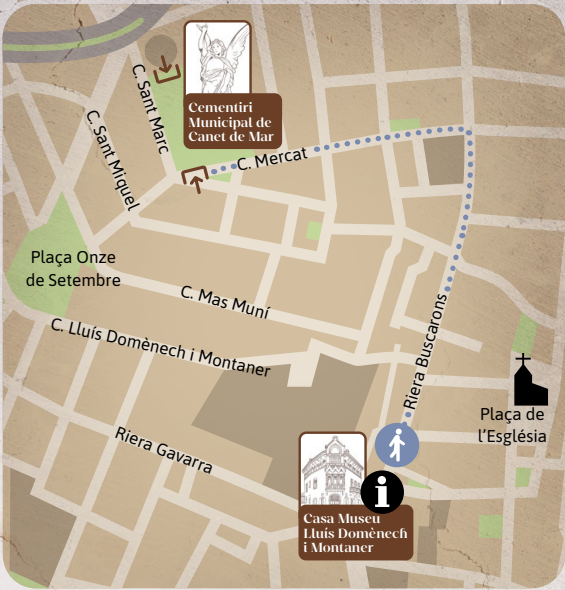 C. Sant Marc
Cementiri
Municipal de
Canet de Mar
C. Sant Miquel
C. Mercat
Plaça Onze
de Setembre
C. Mas Muní
C. Lluís Domènech i Montaner
Riera Buscarons
Plaça de
l’Església
Riera Gavarra
i
Casa Museu
Lluís Domènech
i Montaner